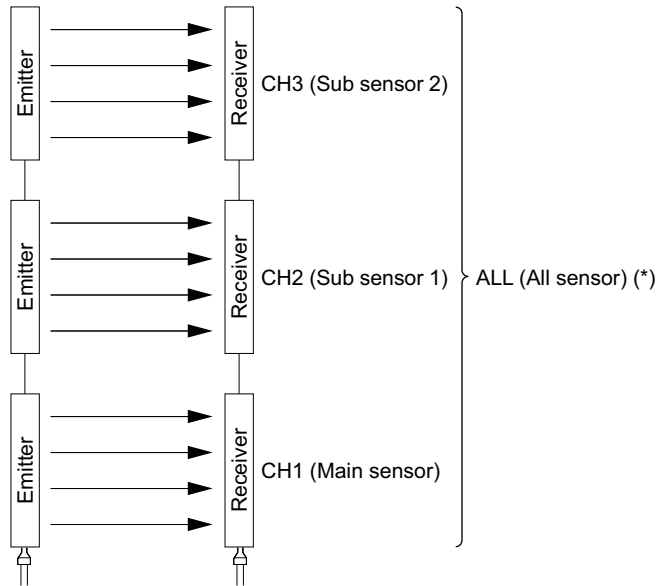 Emitter
Receiver
CH3 (Sub sensor 2)
Emitter
Receiver
CH2 (Sub sensor 1)
ALL (All sensor) (*)
Emitter
Receiver
CH1 (Main sensor)